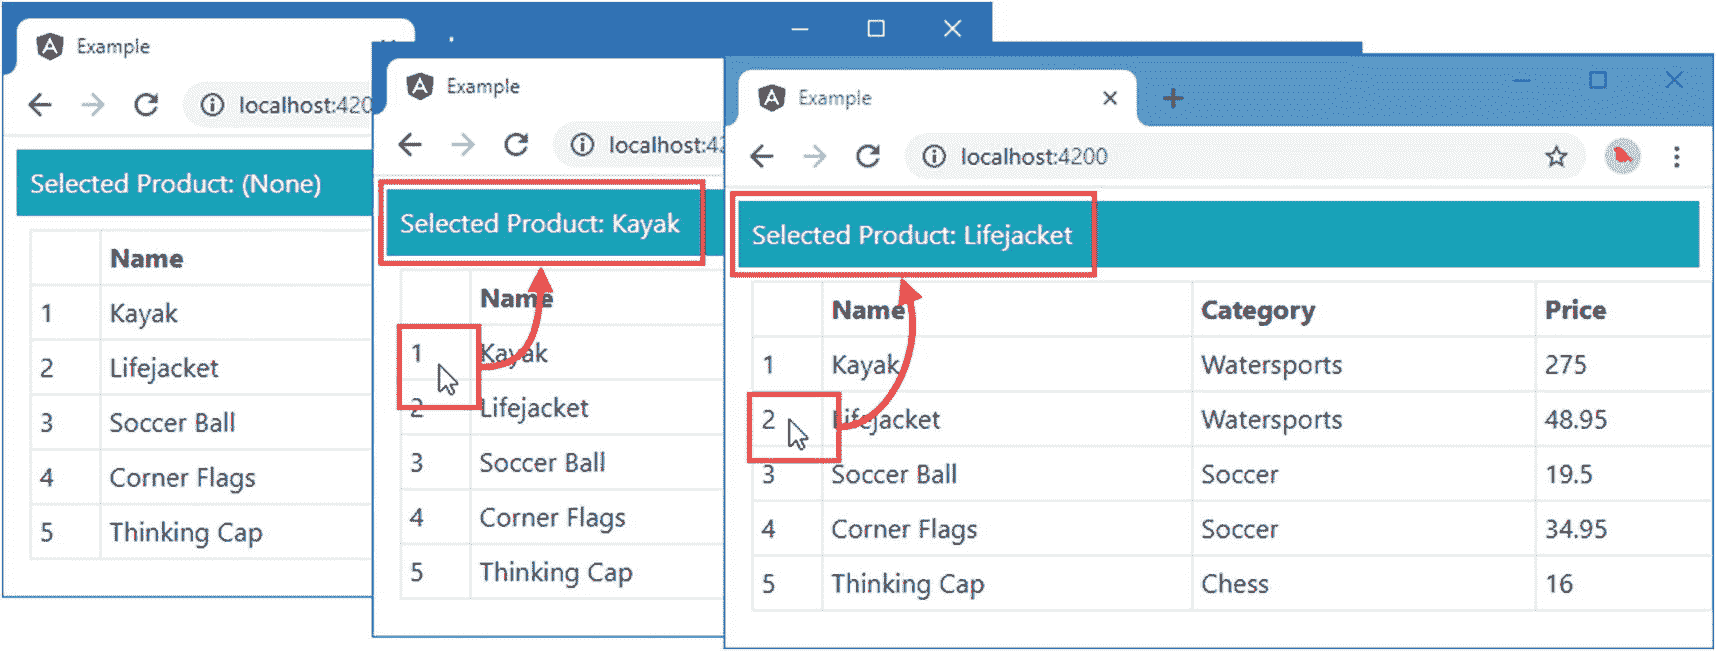 Example
localhost:420
Selected Product: (None)
Name
1 Kayak
2 Lifejacket
3 Soccer Ball
4 Corner Flags
5 Thinking Cap
Example
localhost:42
Selected Product: Kayak
Name
1 Kayak
2 Lifejacket
3 Soccer Ball
4 Corner Flags
5 Thinking Cap
Example
localhost:4200
Selected Product: Lifejacket
Name Category Price
1 Kayak Watersports 275
2 Lifejacket Watersports 48.95
3 Soccer Ball Soccer 19.5
4 Corner Flags Soccer 34.95
5 Thinking Cap Chess 16